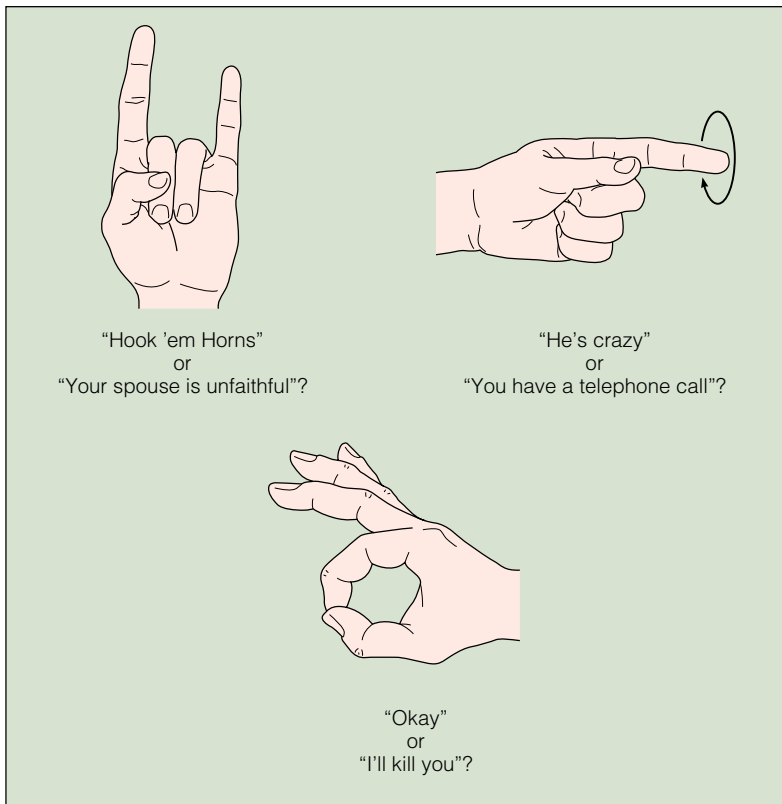 “Hook ’em Horns”
or
“Your spouse is unfaithful”?
“He’s crazy”
or
“You have a telephone call”?
“Okay”
or
“I’ll kill you”?